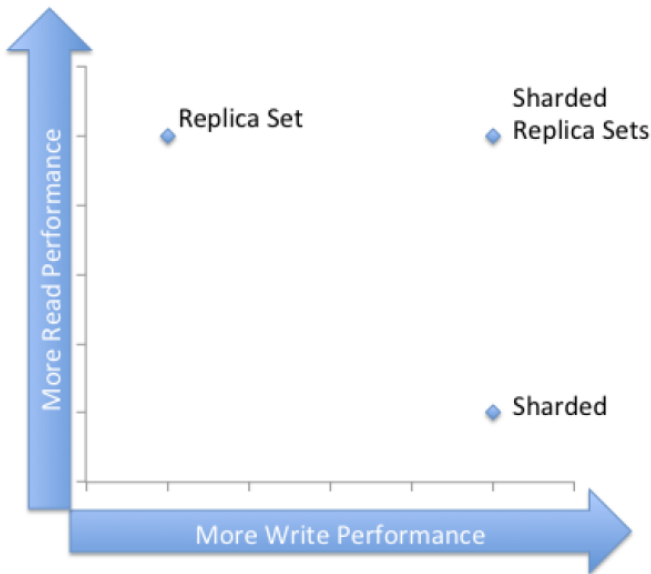 Replica Set
Sharded
Replica Sets
More Read Performance
Sharded
More Write Performance